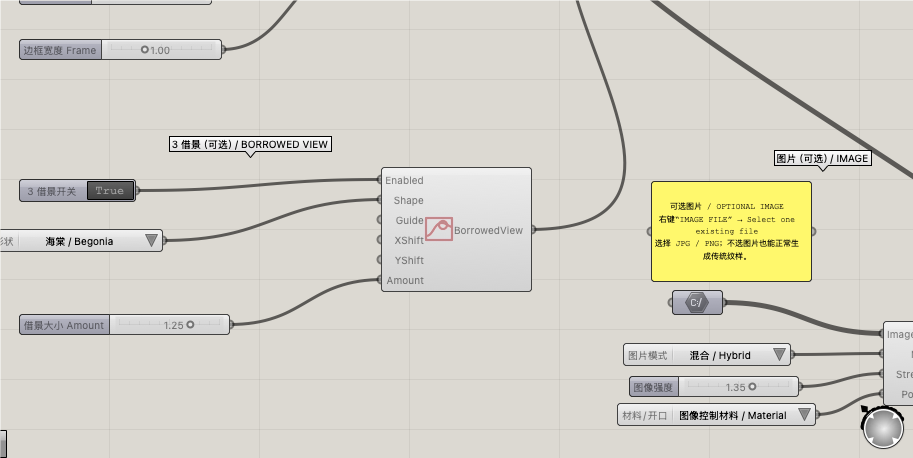 边框宽度 Frame
1.00
3 借景 (可选) / BORROWED VIEW
图片 (可选) / IMAGE
3 借景开关
True
海棠 / Begonia
借景大小 Amount
1.25
Enabled
Shape
Guide
XShift
YShift
Amount
BorrowedView
可选图片 / OPTIONAL IMAGE
右键“IMAGE FILE” → Select one
existing file
选择 JPG / PNG; 不选图片也能正常生
成传统纹样。
C:/
图片模式
混合 / Hybrid
图像强度
1.35
材料/开口
图像控制材料 / Material